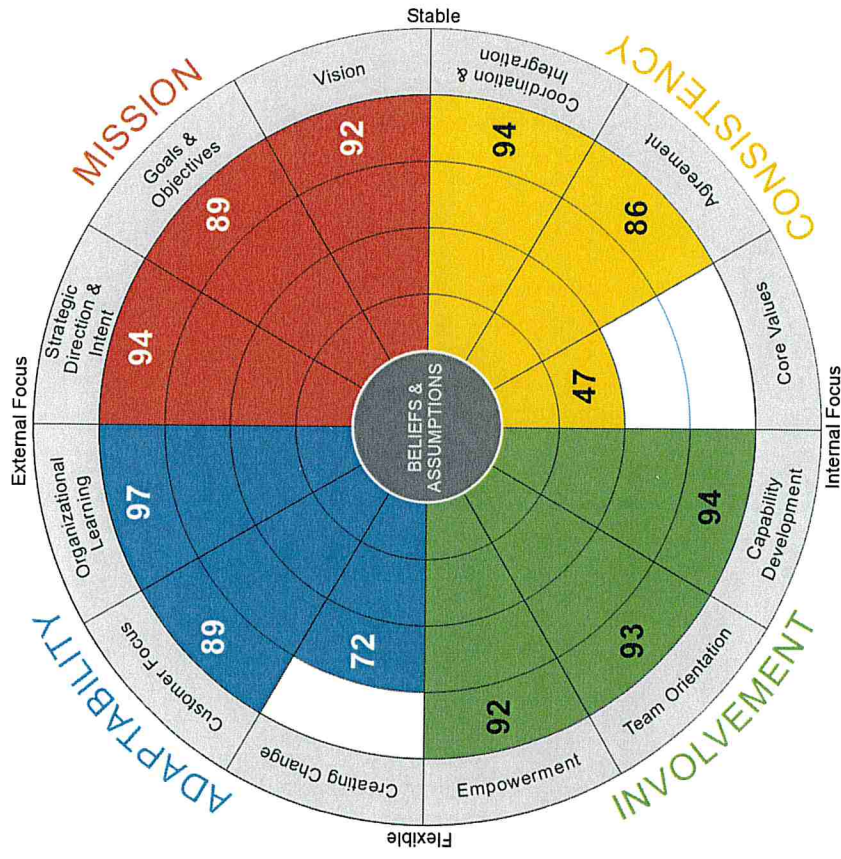 Stable
External Focus
Internal Focus
Flexible
MISSION
Strategic
Direction &
Intent
94
Goals &
Objectives
89
Vision
92
CONSISTENCY
Coordination &
Integration
94
Agreement
86
Core Values
47
INVOLVEMENT
Capability
Development
94
Team Orientation
93
Empowerment
92
ADAPTABILITY
Creating Change
72
Customer Focus
89
Organizational
Learning
97
BELIEFS &
ASSUMPTIONS